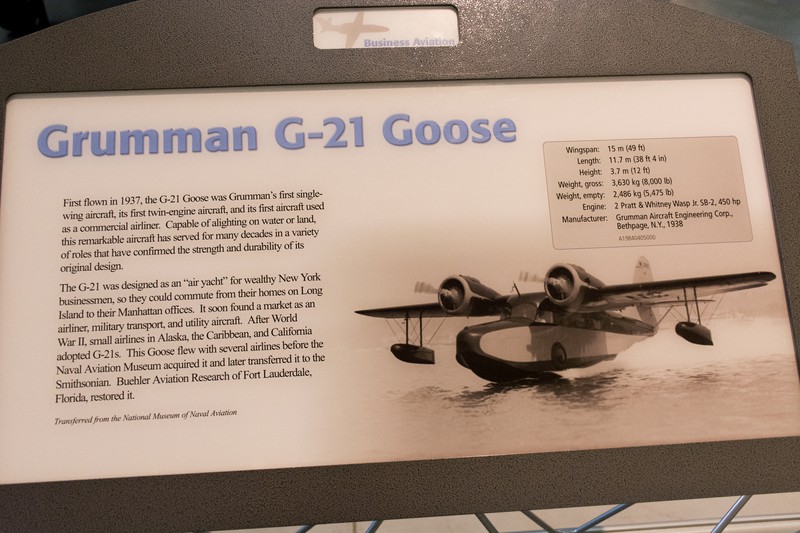 Business Aviation
Grumman G-21 Goose
First flown in 1937, the G-21 Goose was Grumman's first single-
wing aircraft, its first twin-engine aircraft, and its first aircraft used
as a commercial airliner. Capable of alighting on water or land,
this remarkable aircraft has served for many decades in a variety
of roles that have confirmed the strength and durability of its
original design.
The G-21 was designed as an "air yacht" for wealthy New York
businessmen, so they could commute from their homes on Long
Island to their Manhattan offices. It soon found a market as an
airliner, military transport, and utility aircraft. After World
War II, small airlines in Alaska, the Caribbean, and California
adopted G-21s. This Goose flew with several airlines before the
Naval Aviation Museum acquired it and later transferred it to the
Smithsonian. Buehler Aviation Research of Fort Lauderdale,
Florida, restored it.
Transferred from the National Museum of Naval Aviation
Wingspan: 15 m (49 ft)
Length: 11.7 m (38 ft 4 in)
Height: 3.7 m (12 ft)
Weight, gross: 3,630 kg (8,000 lb)
Weight, empty: 2,486 kg (5,475 lb)
Engine: 2 Pratt & Whitney Wasp Jr. SB-2, 450 hp
Manufacturer: Grumman Aircraft Engineering Corp.,
Bethpage, N.Y., 1938
A19840405000